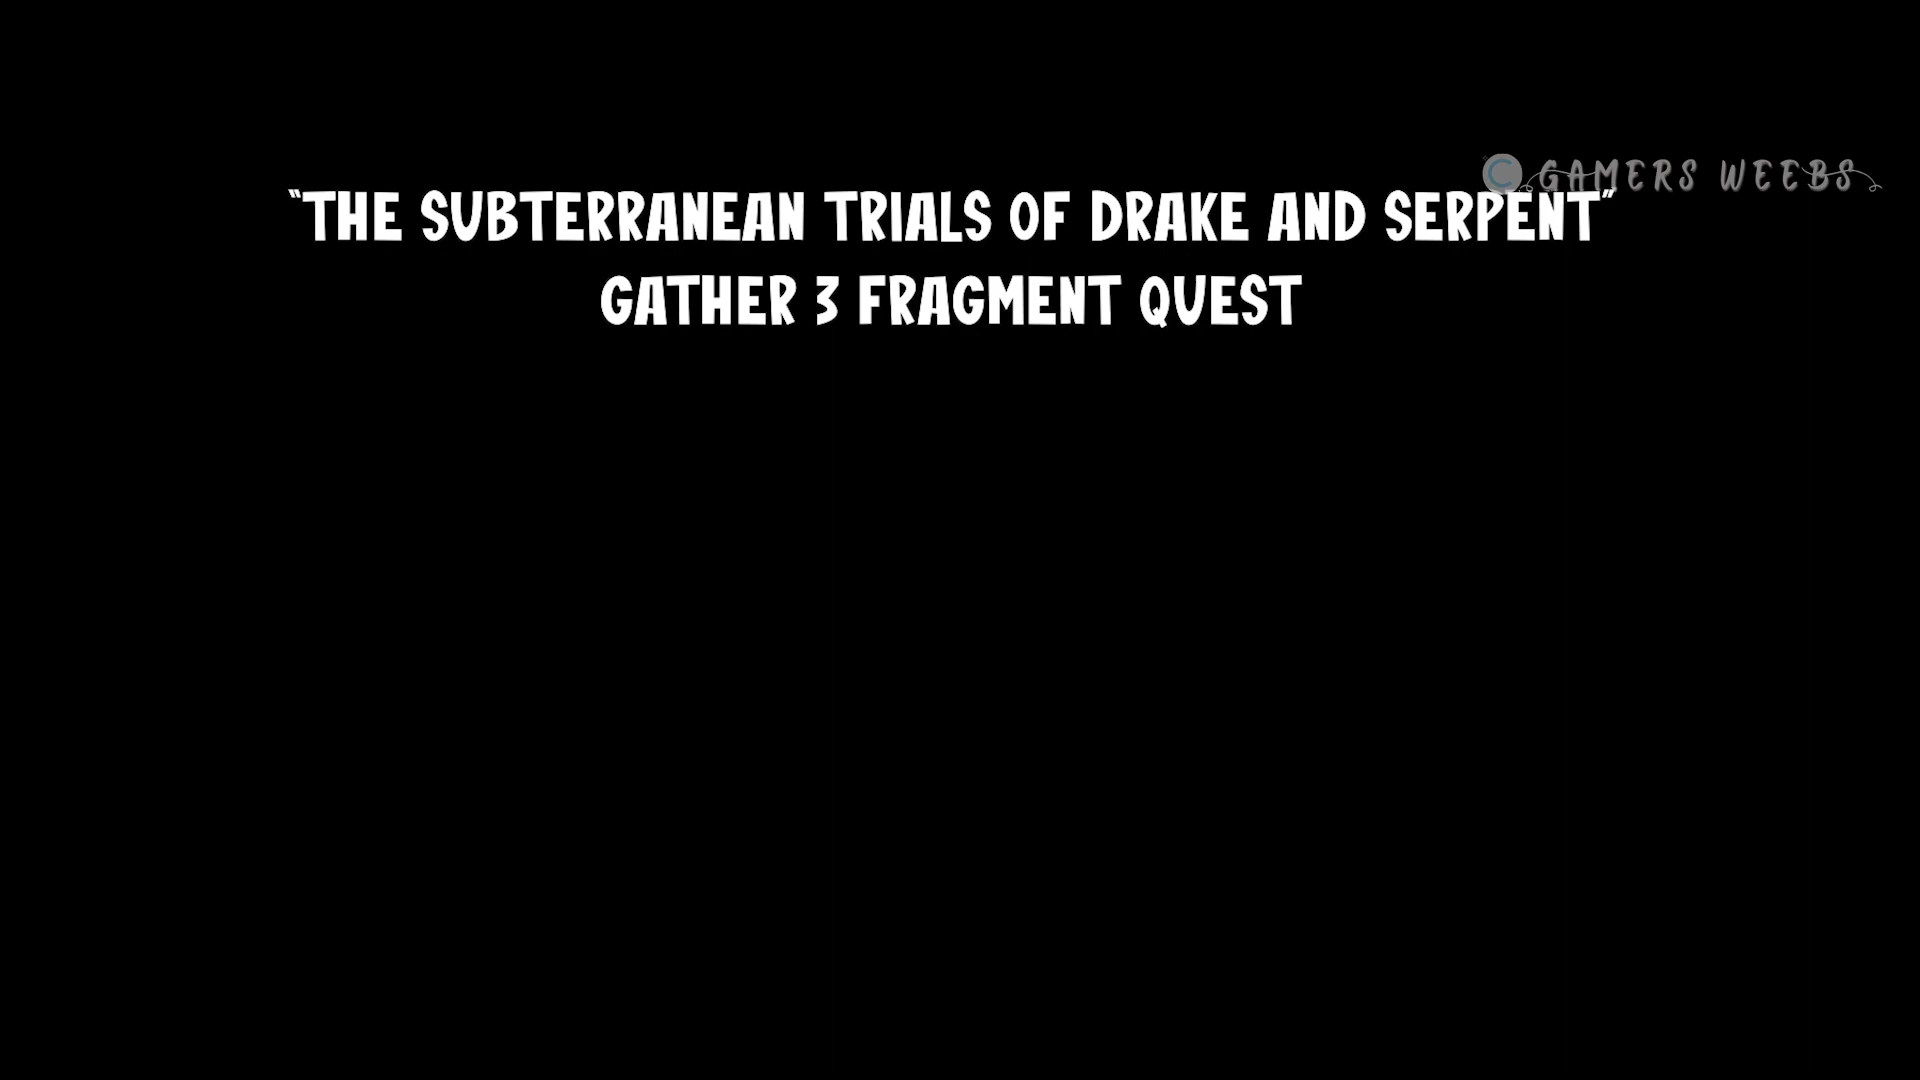 © GAMERS WEEBS
"THE SUBTERRANEAN TRIALS OF DRAKE AND SERPENT"
GATHER 3 FRAGMENT QUEST